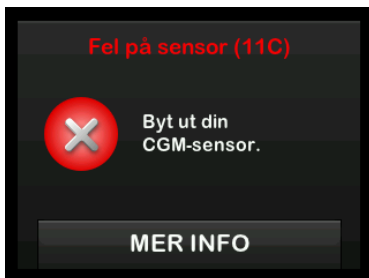 Fel på sensor (11C)
Byt ut din
CGM-sensor.
MER INFO